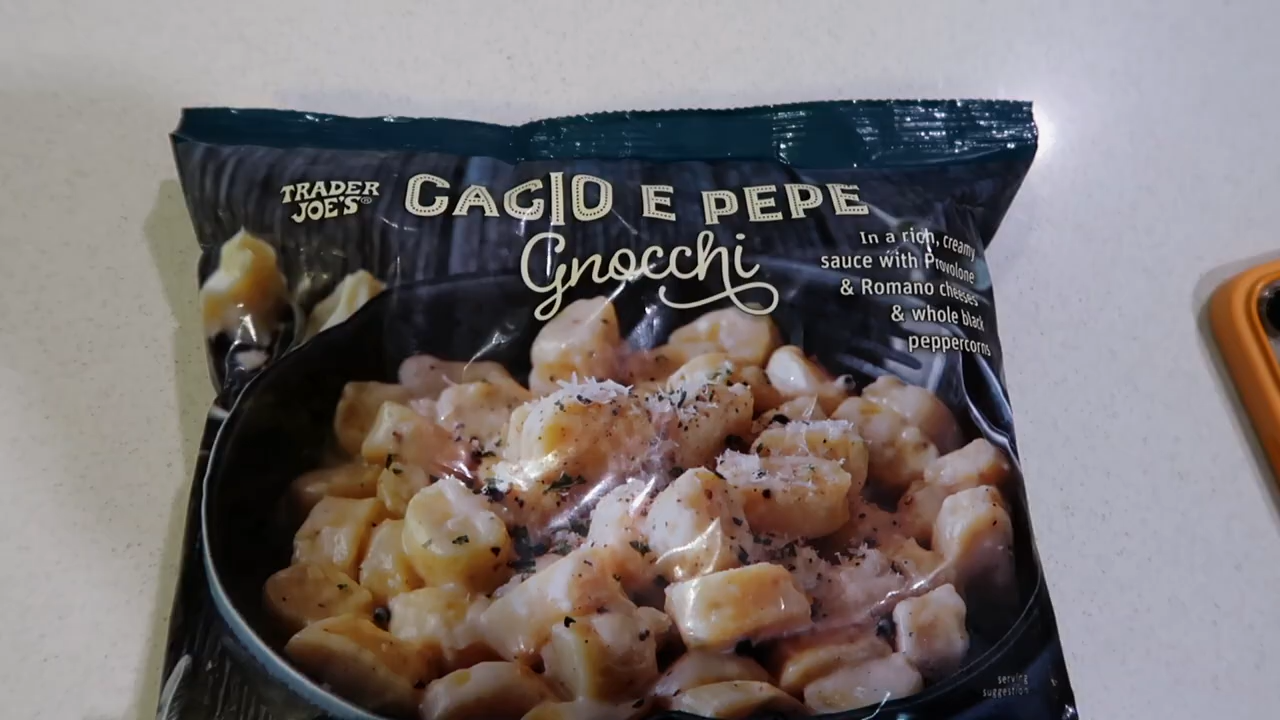 TRADER
JOE'S®
CACIO E PEPE
Gnocchi
In a rich, creamy
sauce with Provolone
& Romano cheeses
& whole black
peppercorns
serving
suggestion